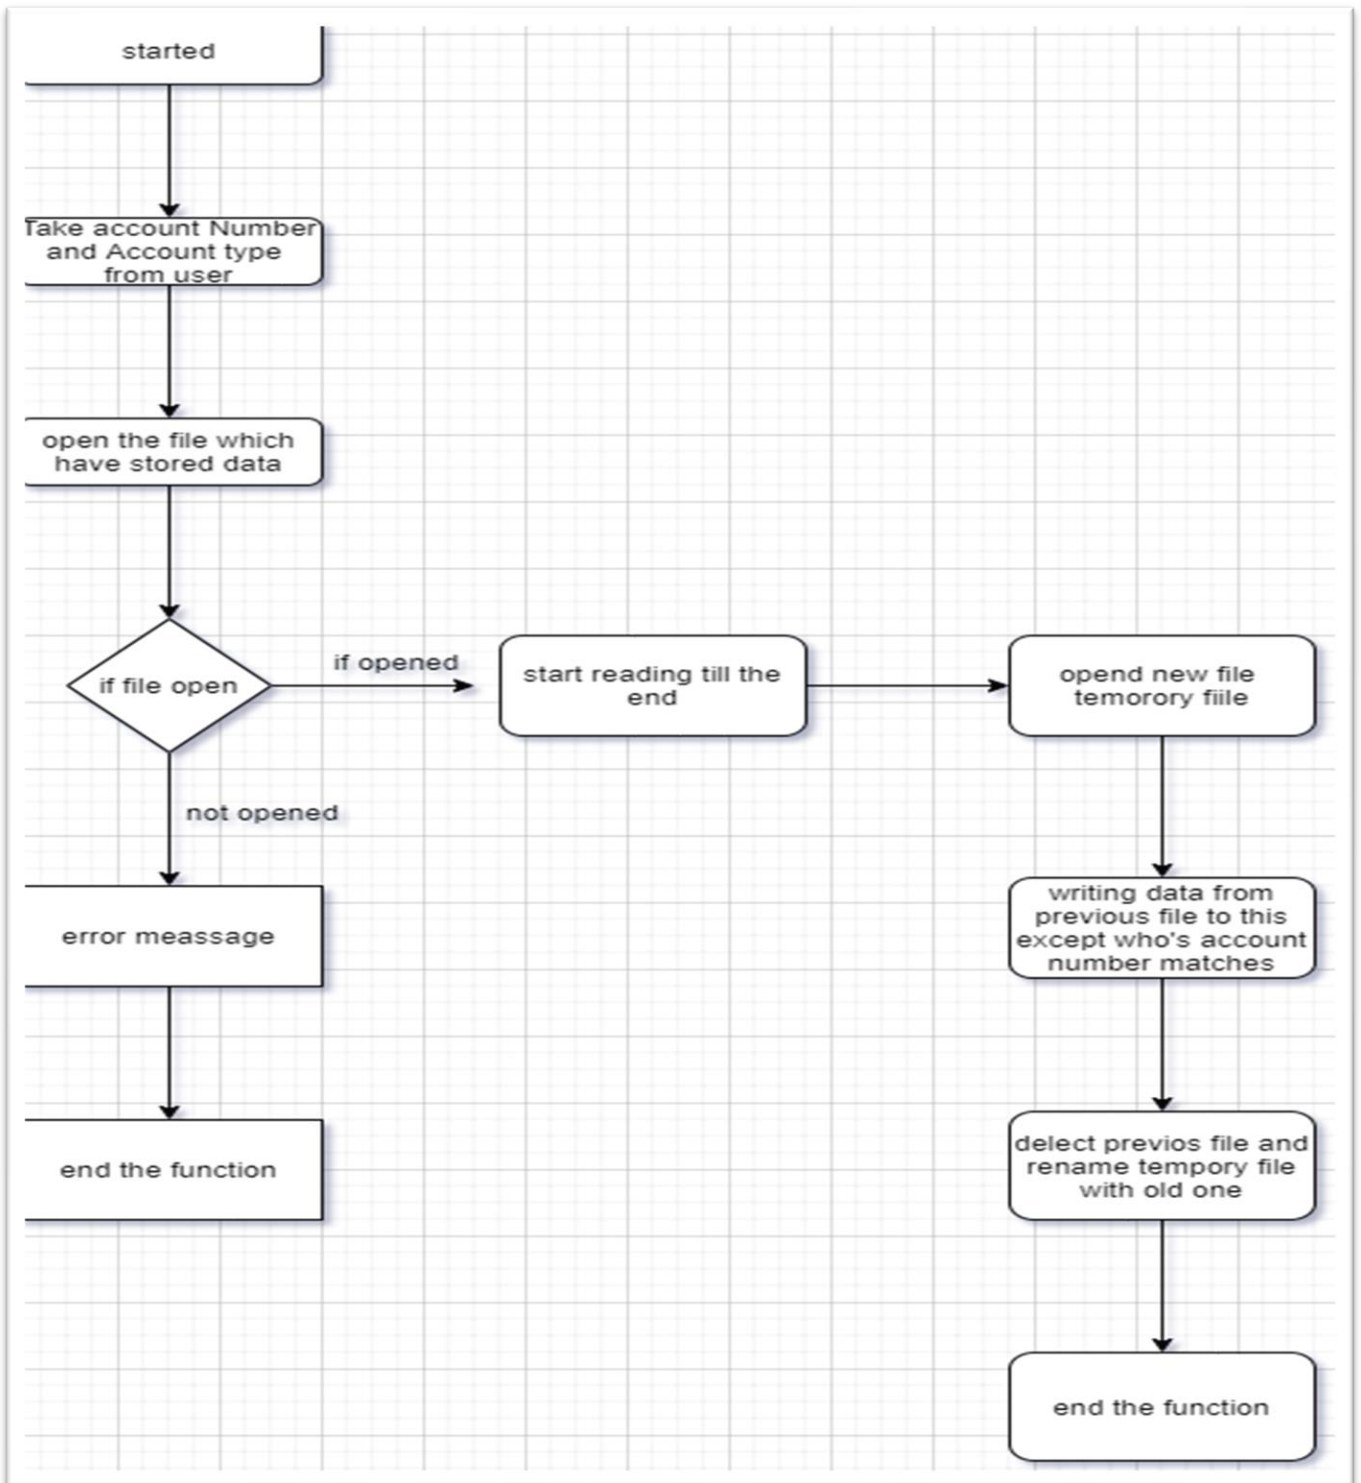 started
Take account Number
and Account type
from user
open the file which
have stored data
if file open
if opened
start reading till the
end
opend new file
temorory fiile
not opened
error meassage
end the function
writing data from
previous file to this
except who's account
number matches
delect previos file and
rename tempory file
with old one
end the function